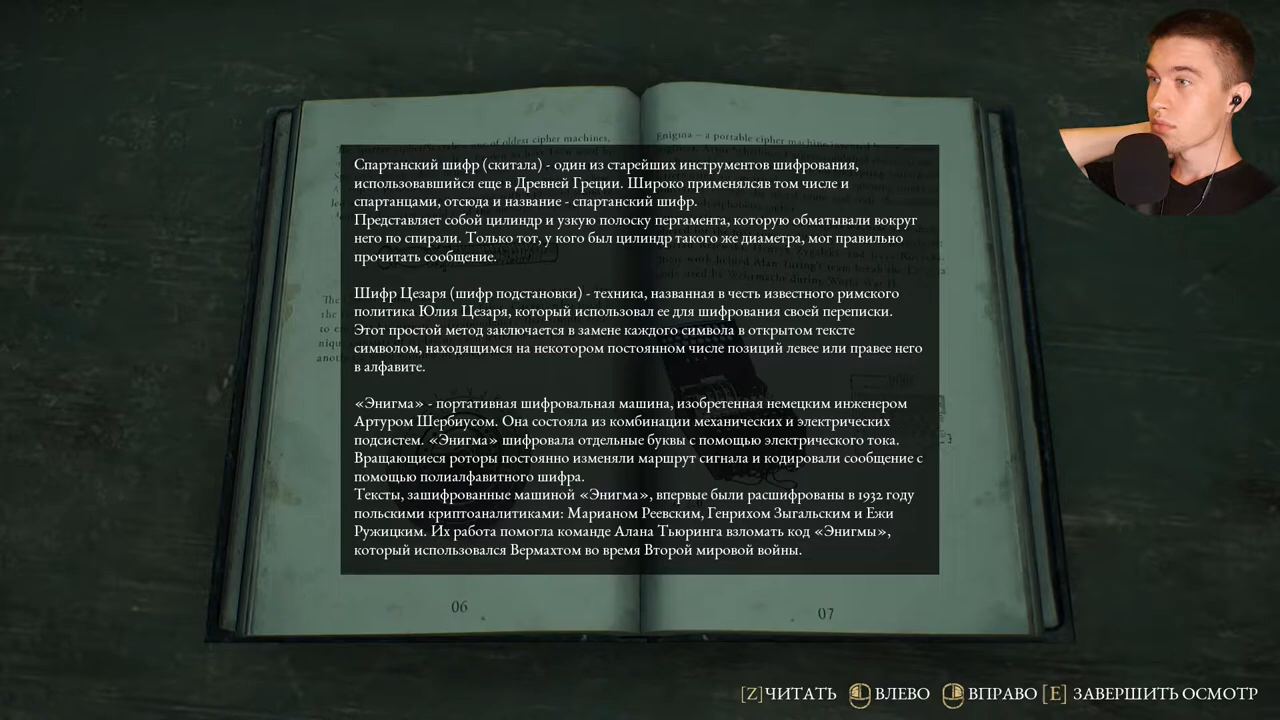 of oldest cipher machines,
Enigma – a portable cipher machine
Спартанский шифр (скитала) - один из старейших инструментов шифрования,
использовавшийся еще в Древней Греции. Широко применялсяв том числе и
спартанцами, отсюда и название - спартанский шифр.
Представляет собой цилиндр и узкую полоску пергамента, которую обматывали вокруг
него по спирали. Только тот, у кого был цилиндр такого же диаметра, мог правильно
прочитать сообщение.
Шифр Цезаря (шифр подстановки) - техника, названная в честь известного римского
политика Юлия Цезаря, который использовал ее для шифрования своей переписки.
Этот простой метод заключается в замене каждого символа в открытом тексте
символом, находящимся на некотором постоянном числе позиций левее или правее него
в алфавите.
«Энигма» - портативная шифровальная машина, изобретенная немецким инженером
Артуром Шербиусом. Она состояла из комбинации механических и электрических
подсистем. «Энигма» шифровала отдельные буквы с помощью электрического тока.
Вращающиеся роторы постоянно изменяли маршрут сигнала и кодировали сообщение с
помощью полиалфавитного шифра.
Тексты, зашифрованные машиной «Энигма», впервые были расшифрованы в 1932 году
польскими криптоаналитиками: Марианом Реевским, Генрихом Зыгальским и Ежи
Ружицким. Их работа помогла команде Алана Тьюринга взломать код «Энигмы»,
который использовался Вермахтом во время Второй мировой войны.
06
07
[Z]ЧИТАТЬ ВЛЕВО ВПРАВО [E] ЗАВЕРШИТЬ ОСМОТР